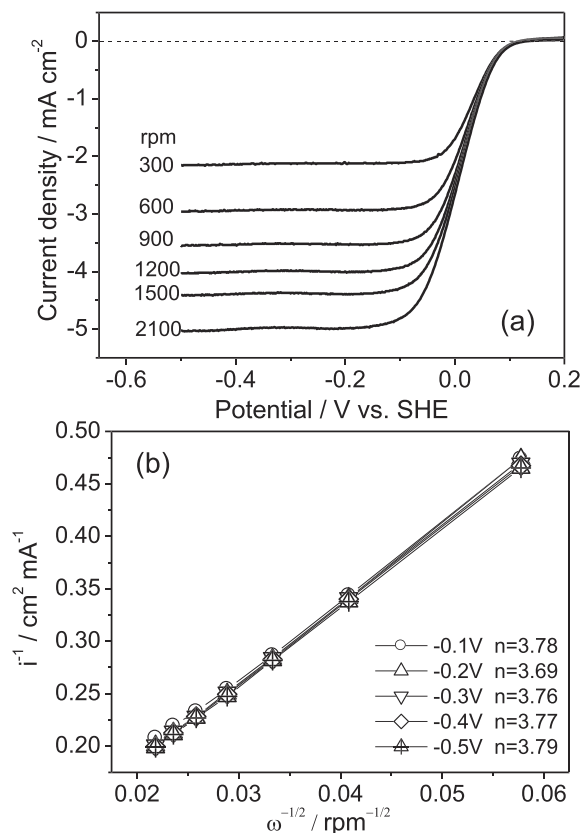 0
-1
-2
-3
-4
-5
Current density / mA cm⁻²
rpm
300
600
900
1200
1500
2100
(a)
-0.6
-0.4
-0.2
0.0
0.2
Potential / V vs. SHE
0.50
0.45
0.40
0.35
0.30
0.25
0.20
i⁻¹ / cm² mA⁻¹
(b)
-0.1V n=3.78
-0.2V n=3.69
-0.3V n=3.76
-0.4V n=3.77
-0.5V n=3.79
0.02
0.03
0.04
0.05
0.06
ω⁻¹/² / rpm⁻¹/²